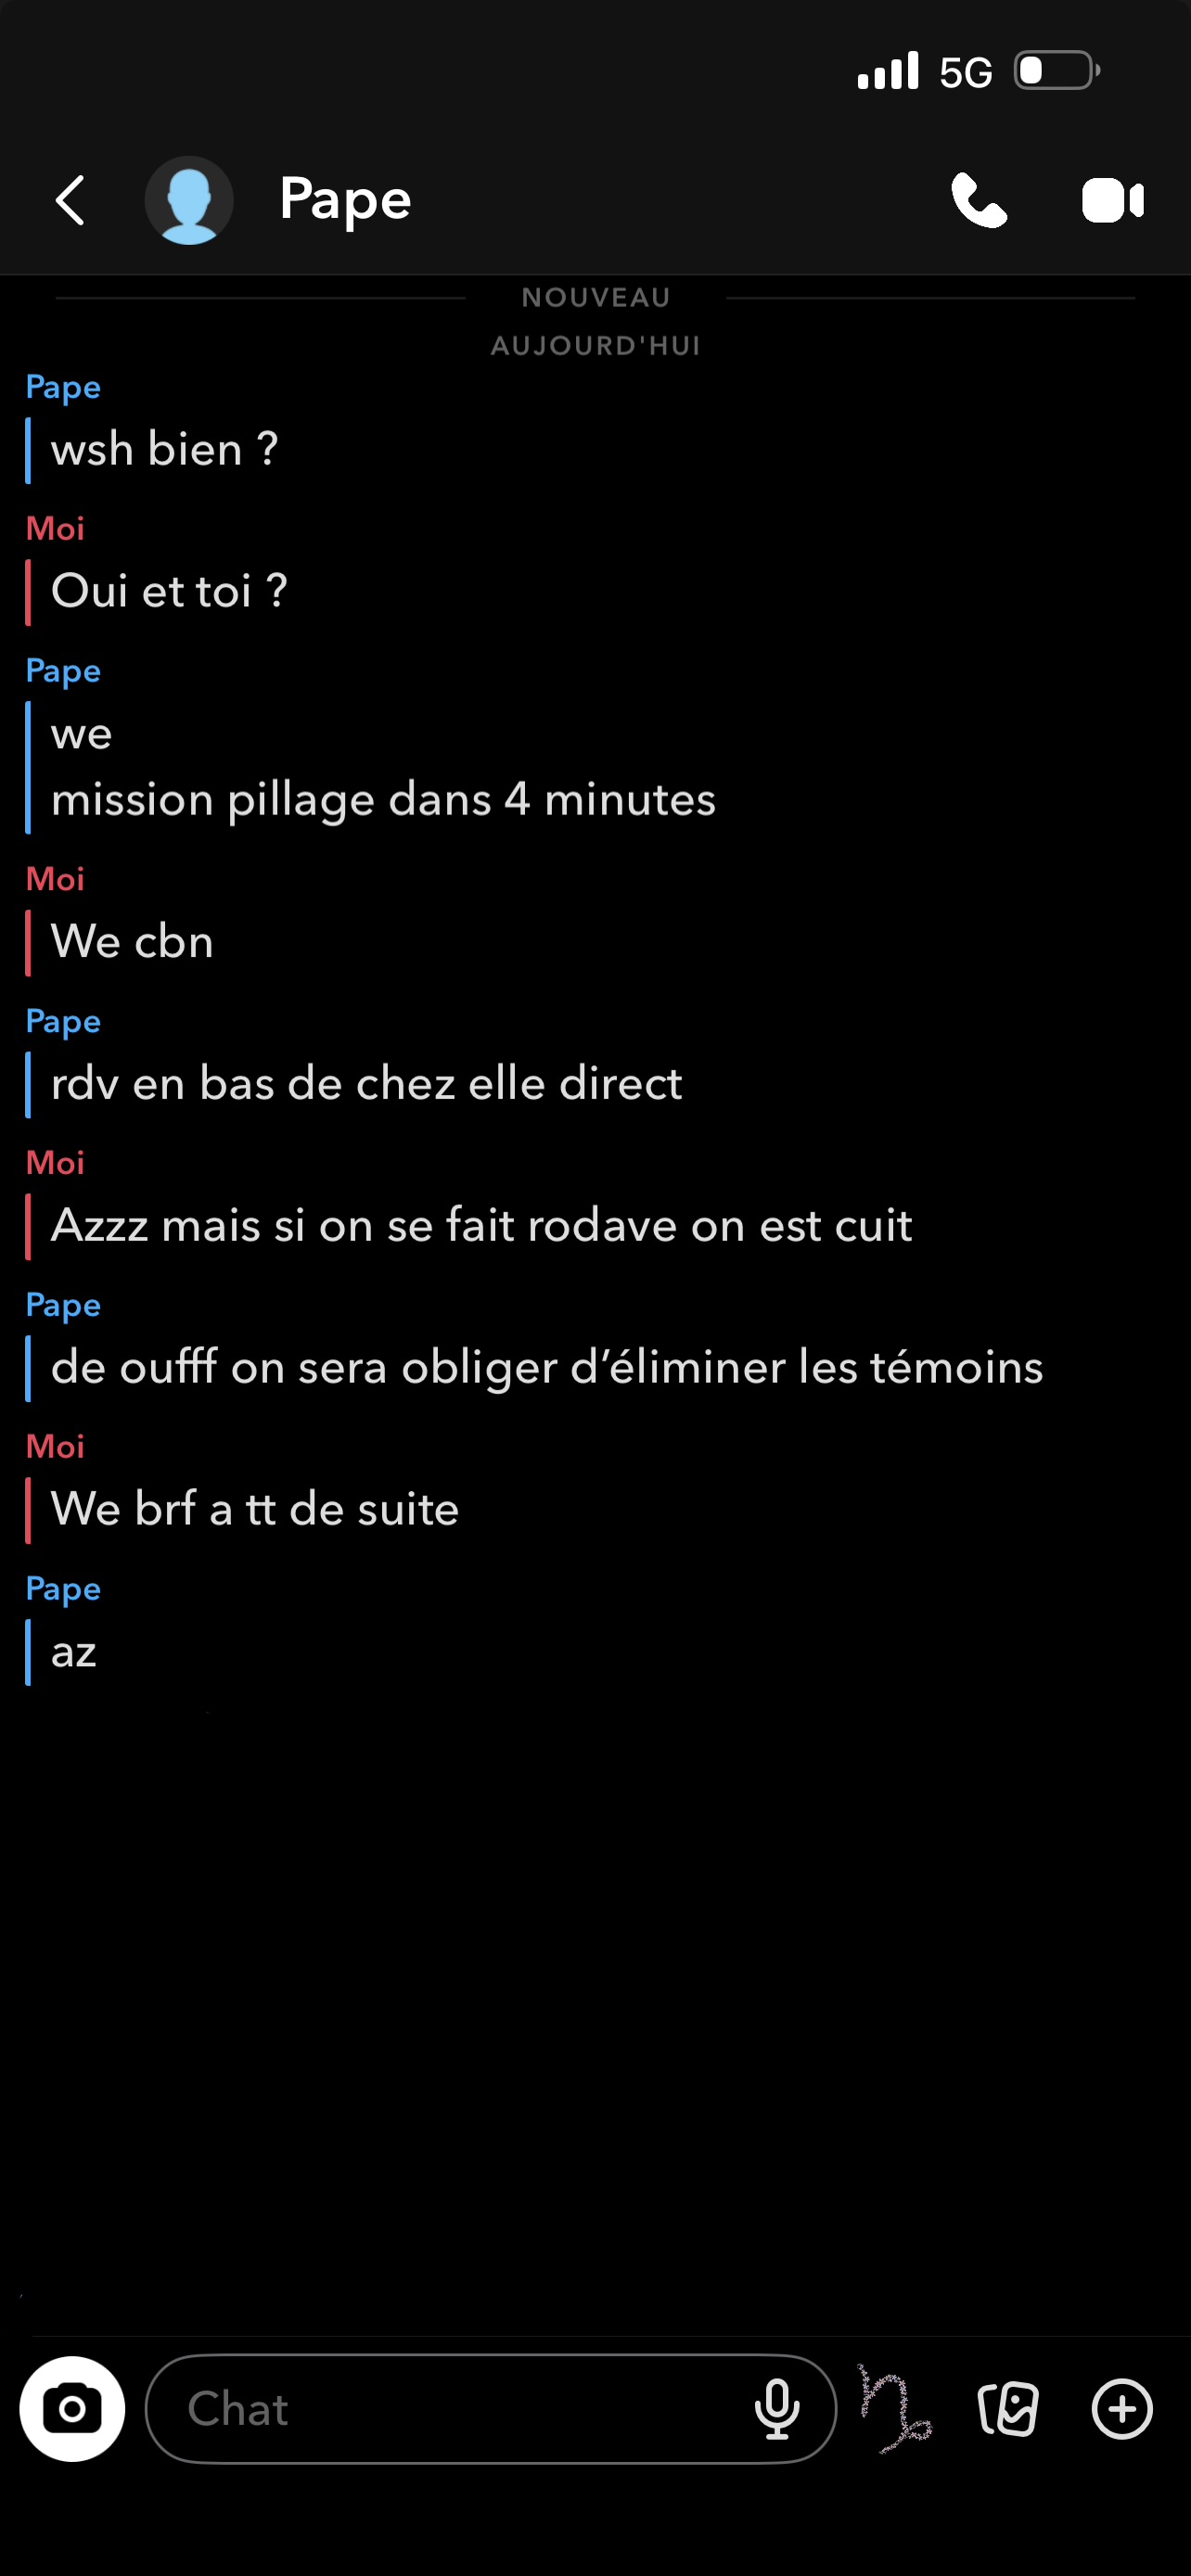 5G
Pape
NOUVEAU
AUJOURD'HUI
Pape
wsh bien ?
Moi
Oui et toi ?
Pape
we
mission pillage dans 4 minutes
Moi
We cbn
Pape
rdv en bas de chez elle direct
Moi
Azzz mais si on se fait rodave on est cuit
Pape
de oufff on sera obliger d’éliminer les témoins
Moi
We brf a tt de suite
Pape
az
Chat